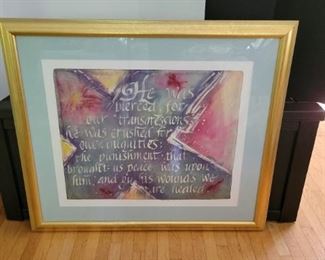 He was
pierced for
our transgressions,
he was crushed for
our iniquities;
the punishment that
brought us peace was upon
him, and by his wounds we
are healed.